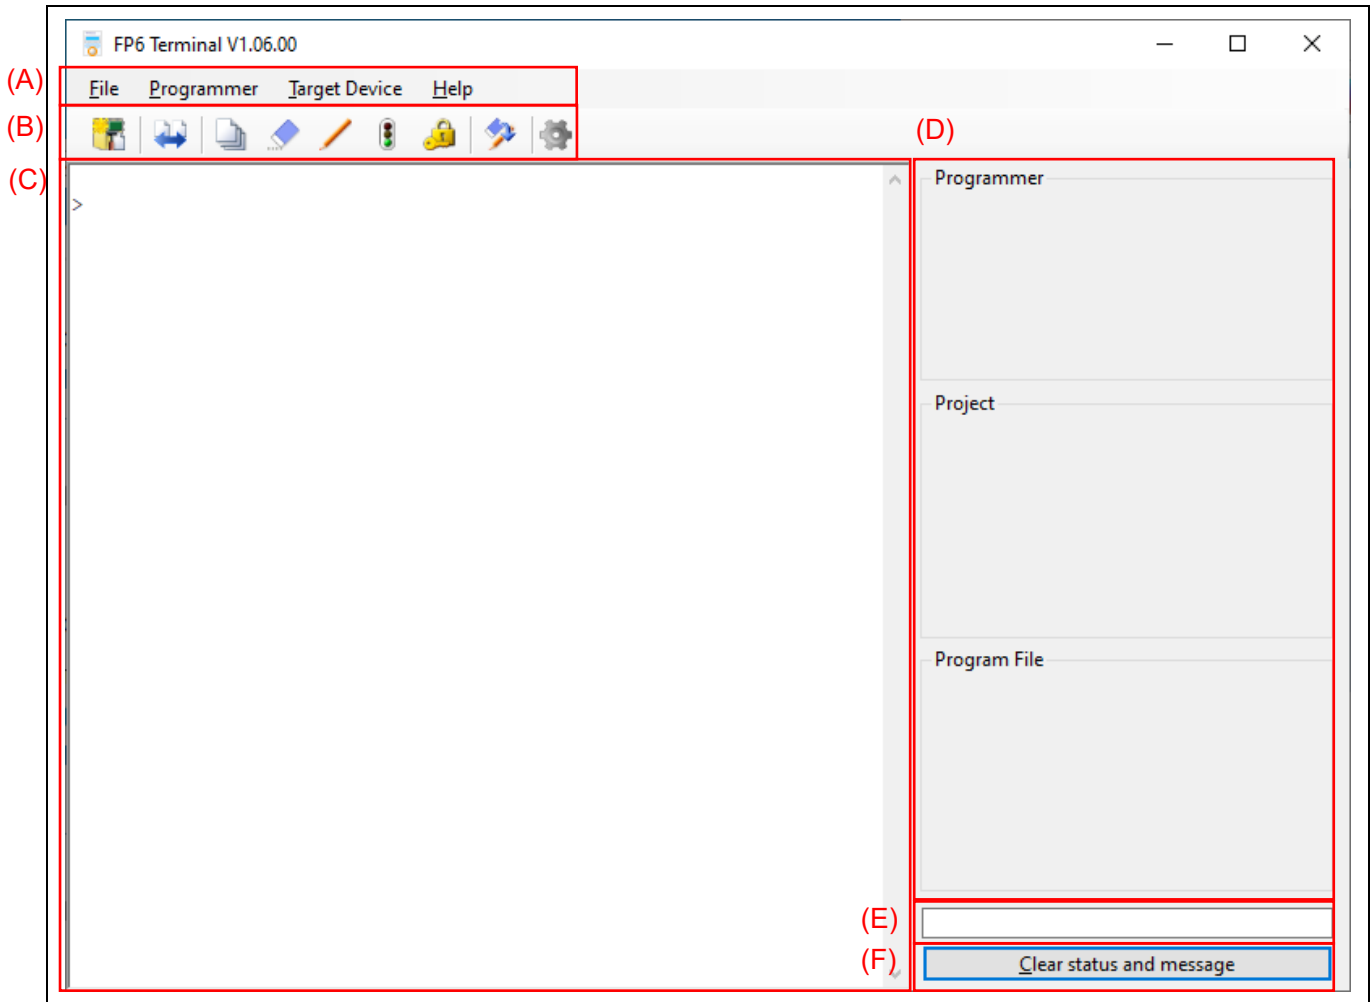 FP6 Terminal V1.06.00
(A)
File Programmer Target Device Help
(B)
(D)
(C)
>
Programmer
Project
Program File
(E)
(F)
Clear status and message